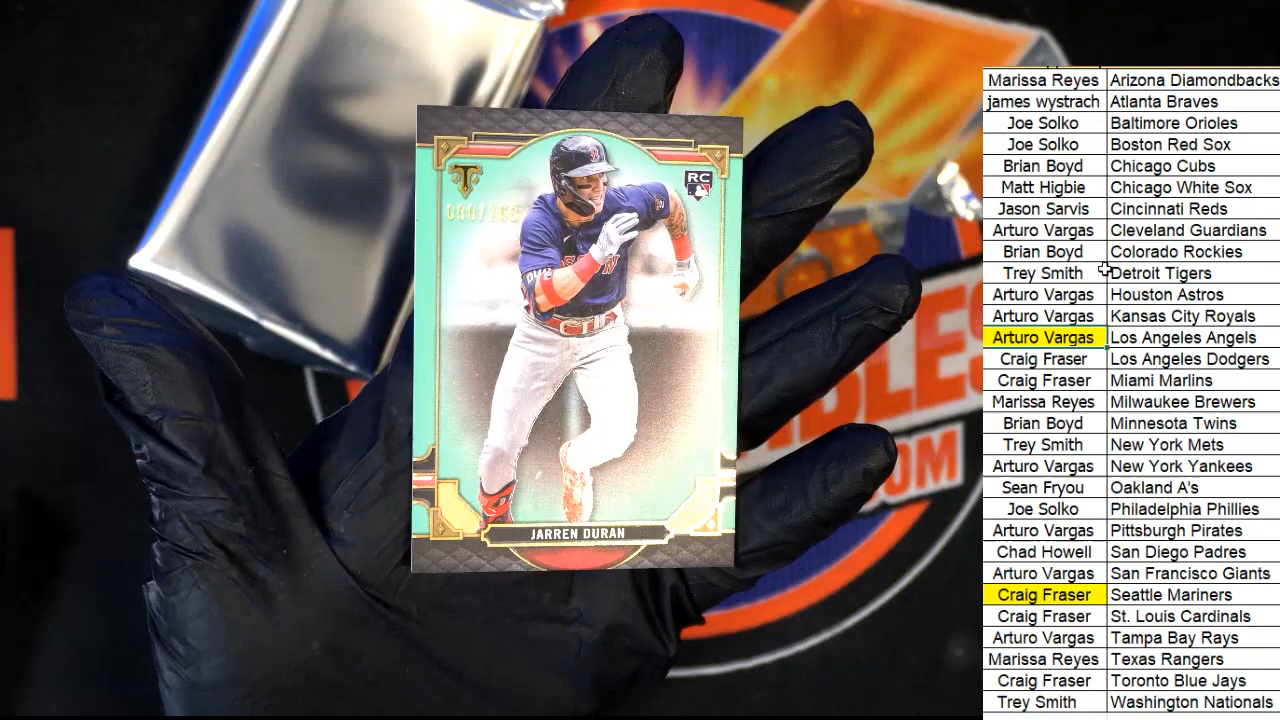 RC
JARREN DURAN
BLES
.COM
Marissa Reyes Arizona Diamondbacks
james wystrach Atlanta Braves
Joe Solko Baltimore Orioles
Joe Solko Boston Red Sox
Brian Boyd Chicago Cubs
Matt Higbie Chicago White Sox
Jason Sarvis Cincinnati Reds
Arturo Vargas Cleveland Guardians
Brian Boyd Colorado Rockies
Trey Smith Detroit Tigers
Arturo Vargas Houston Astros
Arturo Vargas Kansas City Royals
Arturo Vargas Los Angeles Angels
Craig Fraser Los Angeles Dodgers
Craig Fraser Miami Marlins
Marissa Reyes Milwaukee Brewers
Brian Boyd Minnesota Twins
Trey Smith New York Mets
Arturo Vargas New York Yankees
Sean Fryou Oakland A's
Joe Solko Philadelphia Phillies
Arturo Vargas Pittsburgh Pirates
Chad Howell San Diego Padres
Arturo Vargas San Francisco Giants
Craig Fraser Seattle Mariners
Craig Fraser St. Louis Cardinals
Arturo Vargas Tampa Bay Rays
Marissa Reyes Texas Rangers
Craig Fraser Toronto Blue Jays
Trey Smith Washington Nationals